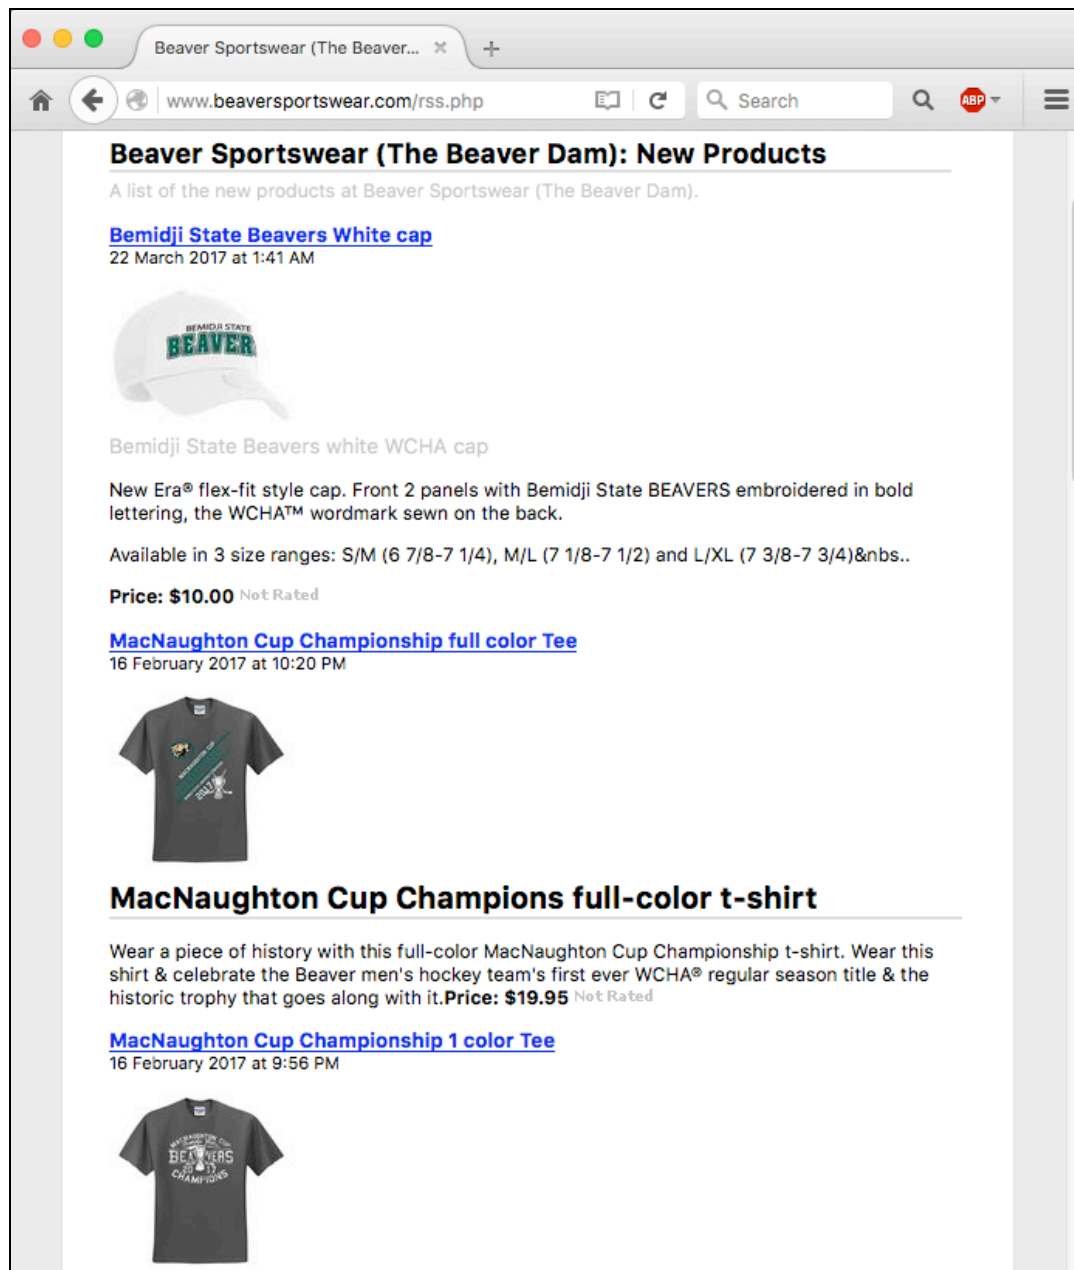 Beaver Sportswear (The Beaver...
www.beaversportswear.com/rss.php
Search
ABP
Beaver Sportswear (The Beaver Dam): New Products
A list of the new products at Beaver Sportswear (The Beaver Dam).
Bemidji State Beavers White cap
22 March 2017 at 1:41 AM
BEMIDJI STATE
BEAVER
Bemidji State Beavers white WCHA cap
New Era® flex-fit style cap. Front 2 panels with Bemidji State BEAVERS embroidered in bold
lettering, the WCHA™ wordmark sewn on the back.
Available in 3 size ranges: S/M (6 7/8-7 1/4), M/L (7 1/8-7 1/2) and L/XL (7 3/8-7 3/4)&nbs..
Price: $10.00 Not Rated
MacNaughton Cup Championship full color Tee
16 February 2017 at 10:20 PM
MACNAUGHTON CUP
2017
MacNaughton Cup Champions full-color t-shirt
Wear a piece of history with this full-color MacNaughton Cup Championship t-shirt. Wear this
shirt & celebrate the Beaver men's hockey team's first ever WCHA® regular season title & the
historic trophy that goes along with it.Price: $19.95 Not Rated
MacNaughton Cup Championship 1 color Tee
16 February 2017 at 9:56 PM
MACNAUGHTON CUP
BEAVERS
2017
CHAMPIONS